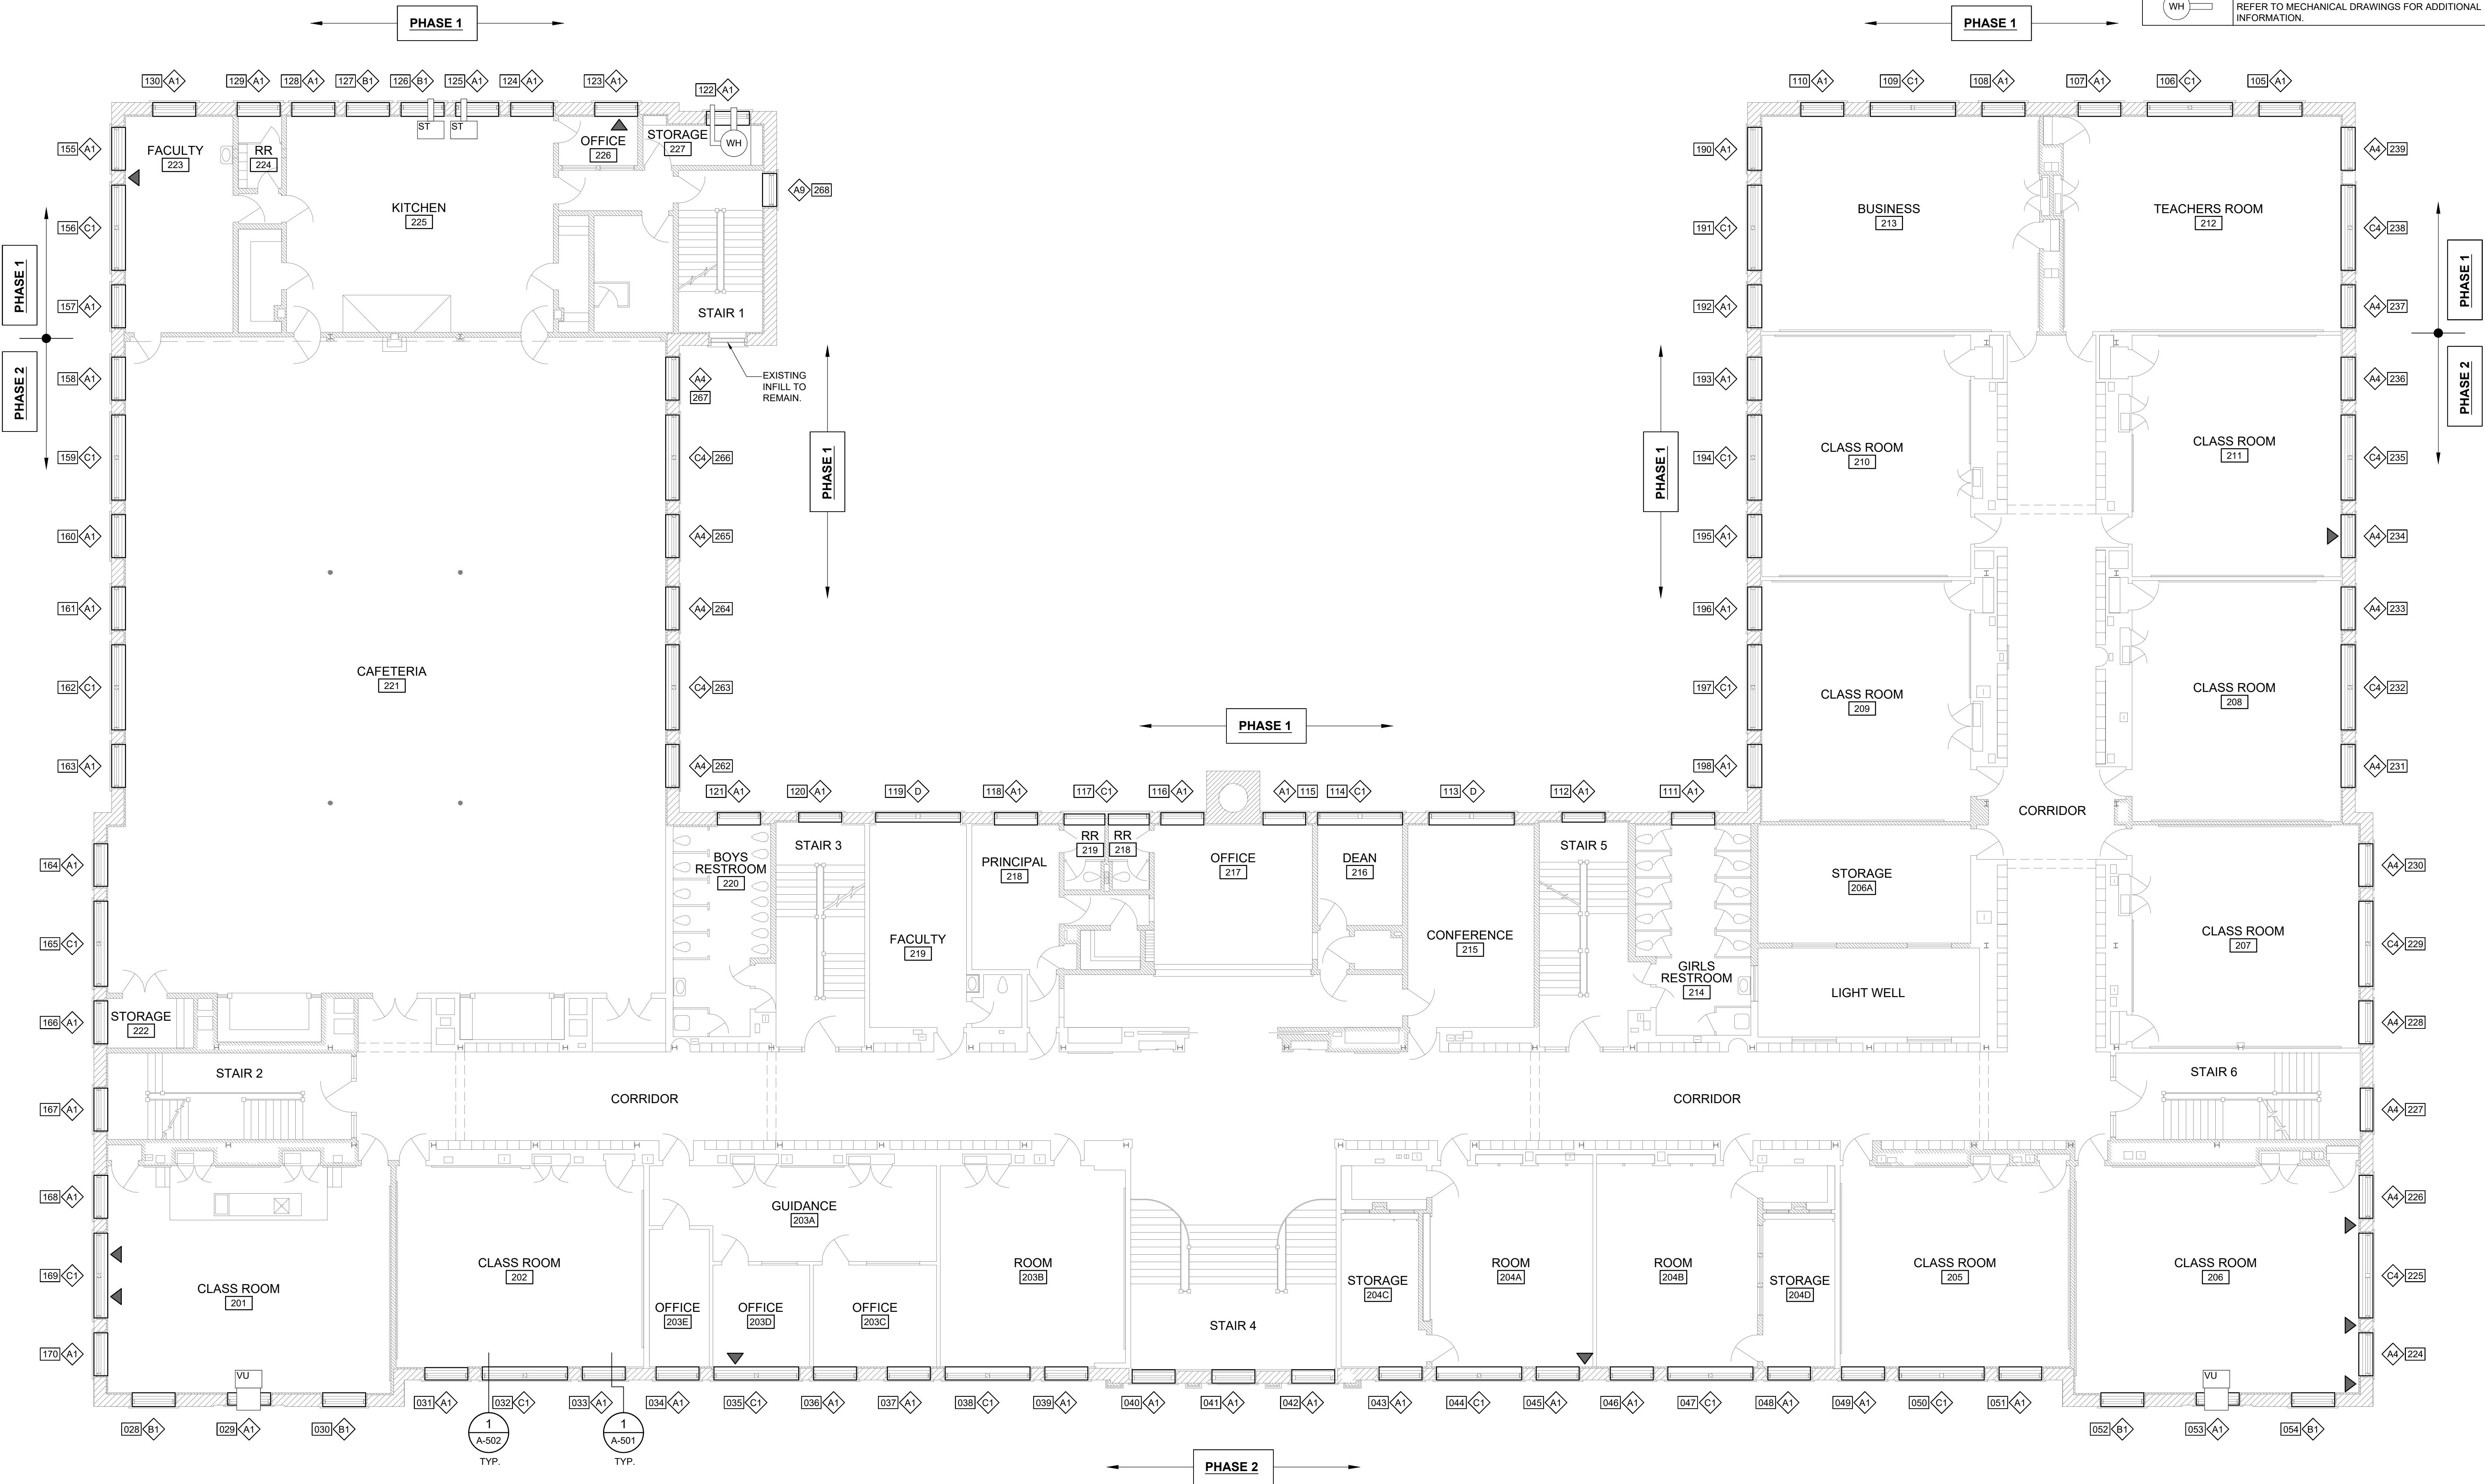 PHASE 1
PHASE 1
WH
REFER TO MECHANICAL DRAWINGS FOR ADDITIONAL
INFORMATION.
130 A1
129 A1
128 A1
127 B1
126 B1
125 A1
124 A1
123 A1
122 A1
110 A1
109 C1
108 A1
107 A1
106 C1
105 A1
ST
ST
155 A1
FACULTY
223
RR
224
OFFICE
226
STORAGE
227
WH
190 A1
A4 239
A9 268
156 C1
KITCHEN
225
191 C1
BUSINESS
213
TEACHERS ROOM
212
C4 238
PHASE 1
PHASE 1
157 A1
STAIR 1
192 A1
A4 237
PHASE 2
PHASE 2
158 A1
A4
267
EXISTING
INFILL TO
REMAIN.
193 A1
A4 236
159 C1
C4 266
PHASE 1
PHASE 1
194 C1
CLASS ROOM
210
CLASS ROOM
211
C4 235
160 A1
A4 265
195 A1
A4 234
161 A1
A4 264
196 A1
A4 233
162 C1
CAFETERIA
221
C4 263
197 C1
CLASS ROOM
209
CLASS ROOM
208
C4 232
PHASE 1
163 A1
A4 262
198 A1
A4 231
121 A1
120 A1
119 D
118 A1
117 C1
116 A1
A1 115
114 C1
113 D
112 A1
111 A1
CORRIDOR
164 A1
BOYS
RESTROOM
220
STAIR 3
PRINCIPAL
218
RR
219
RR
218
OFFICE
217
DEAN
216
STAIR 5
STORAGE
206A
A4 230
165 C1
FACULTY
219
CONFERENCE
215
CLASS ROOM
207
C4 229
GIRLS
RESTROOM
214
LIGHT WELL
166 A1
STORAGE
222
A4 228
STAIR 2
STAIR 6
167 A1
CORRIDOR
CORRIDOR
A4 227
168 A1
GUIDANCE
203A
A4 226
169 C1
CLASS ROOM
201
CLASS ROOM
202
ROOM
203B
ROOM
204A
ROOM
204B
CLASS ROOM
205
CLASS ROOM
206
C4 225
OFFICE
203E
OFFICE
203D
OFFICE
203C
STAIR 4
STORAGE
204C
STORAGE
204D
170 A1
A4 224
VU
VU
028 B1
029 A1
030 B1
031 A1
032 C1
033 A1
034 A1
035 C1
036 A1
037 A1
038 C1
039 A1
040 A1
041 A1
042 A1
043 A1
044 C1
045 A1
046 A1
047 C1
048 A1
049 A1
050 C1
051 A1
052 B1
053 A1
054 B1
1
A-502
TYP.
1
A-501
TYP.
PHASE 2